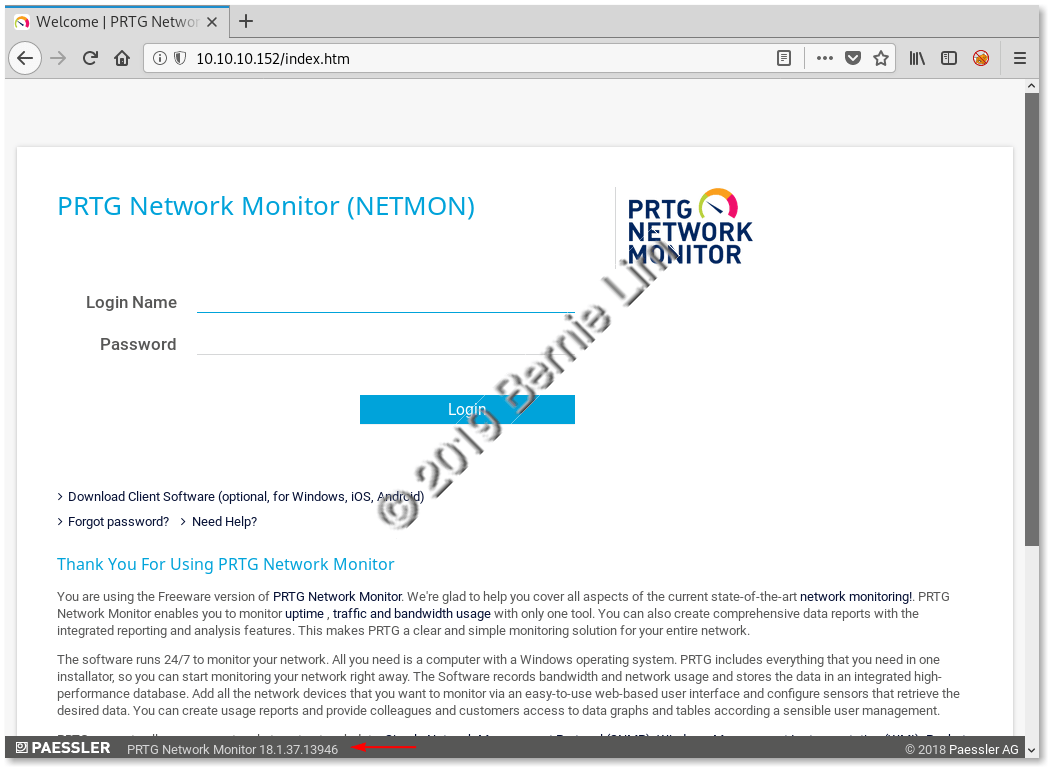 Welcome | PRTG Networ
10.10.10.152/index.htm
PRTG Network Monitor (NETMON)
PRTG
NETWORK
MONITOR
Login Name
Password
Login
Download Client Software (optional, for Windows, iOS, Android)
Forgot password? Need Help?
© 2019 Bernie Lim
Thank You For Using PRTG Network Monitor
You are using the Freeware version of PRTG Network Monitor. We're glad to help you cover all aspects of the current state-of-the-art network monitoring!. PRTG
Network Monitor enables you to monitor uptime , traffic and bandwidth usage with only one tool. You can also create comprehensive data reports with the
integrated reporting and analysis features. This makes PRTG a clear and simple monitoring solution for your entire network.
The software runs 24/7 to monitor your network. All you need is a computer with a Windows operating system. PRTG includes everything that you need in one
installator, so you can start monitoring your network right away. The Software records bandwidth and network usage and stores the data in an integrated high-
performance database. Add all the network devices that you want to monitor via an easy-to-use web-based user interface and configure sensors that retrieve the
desired data. You can create usage reports and provide colleagues and customers access to data graphs and tables according a sensible user management.
PAESSLER PRTG Network Monitor 18.1.37.13946 © 2018 Paessler AG